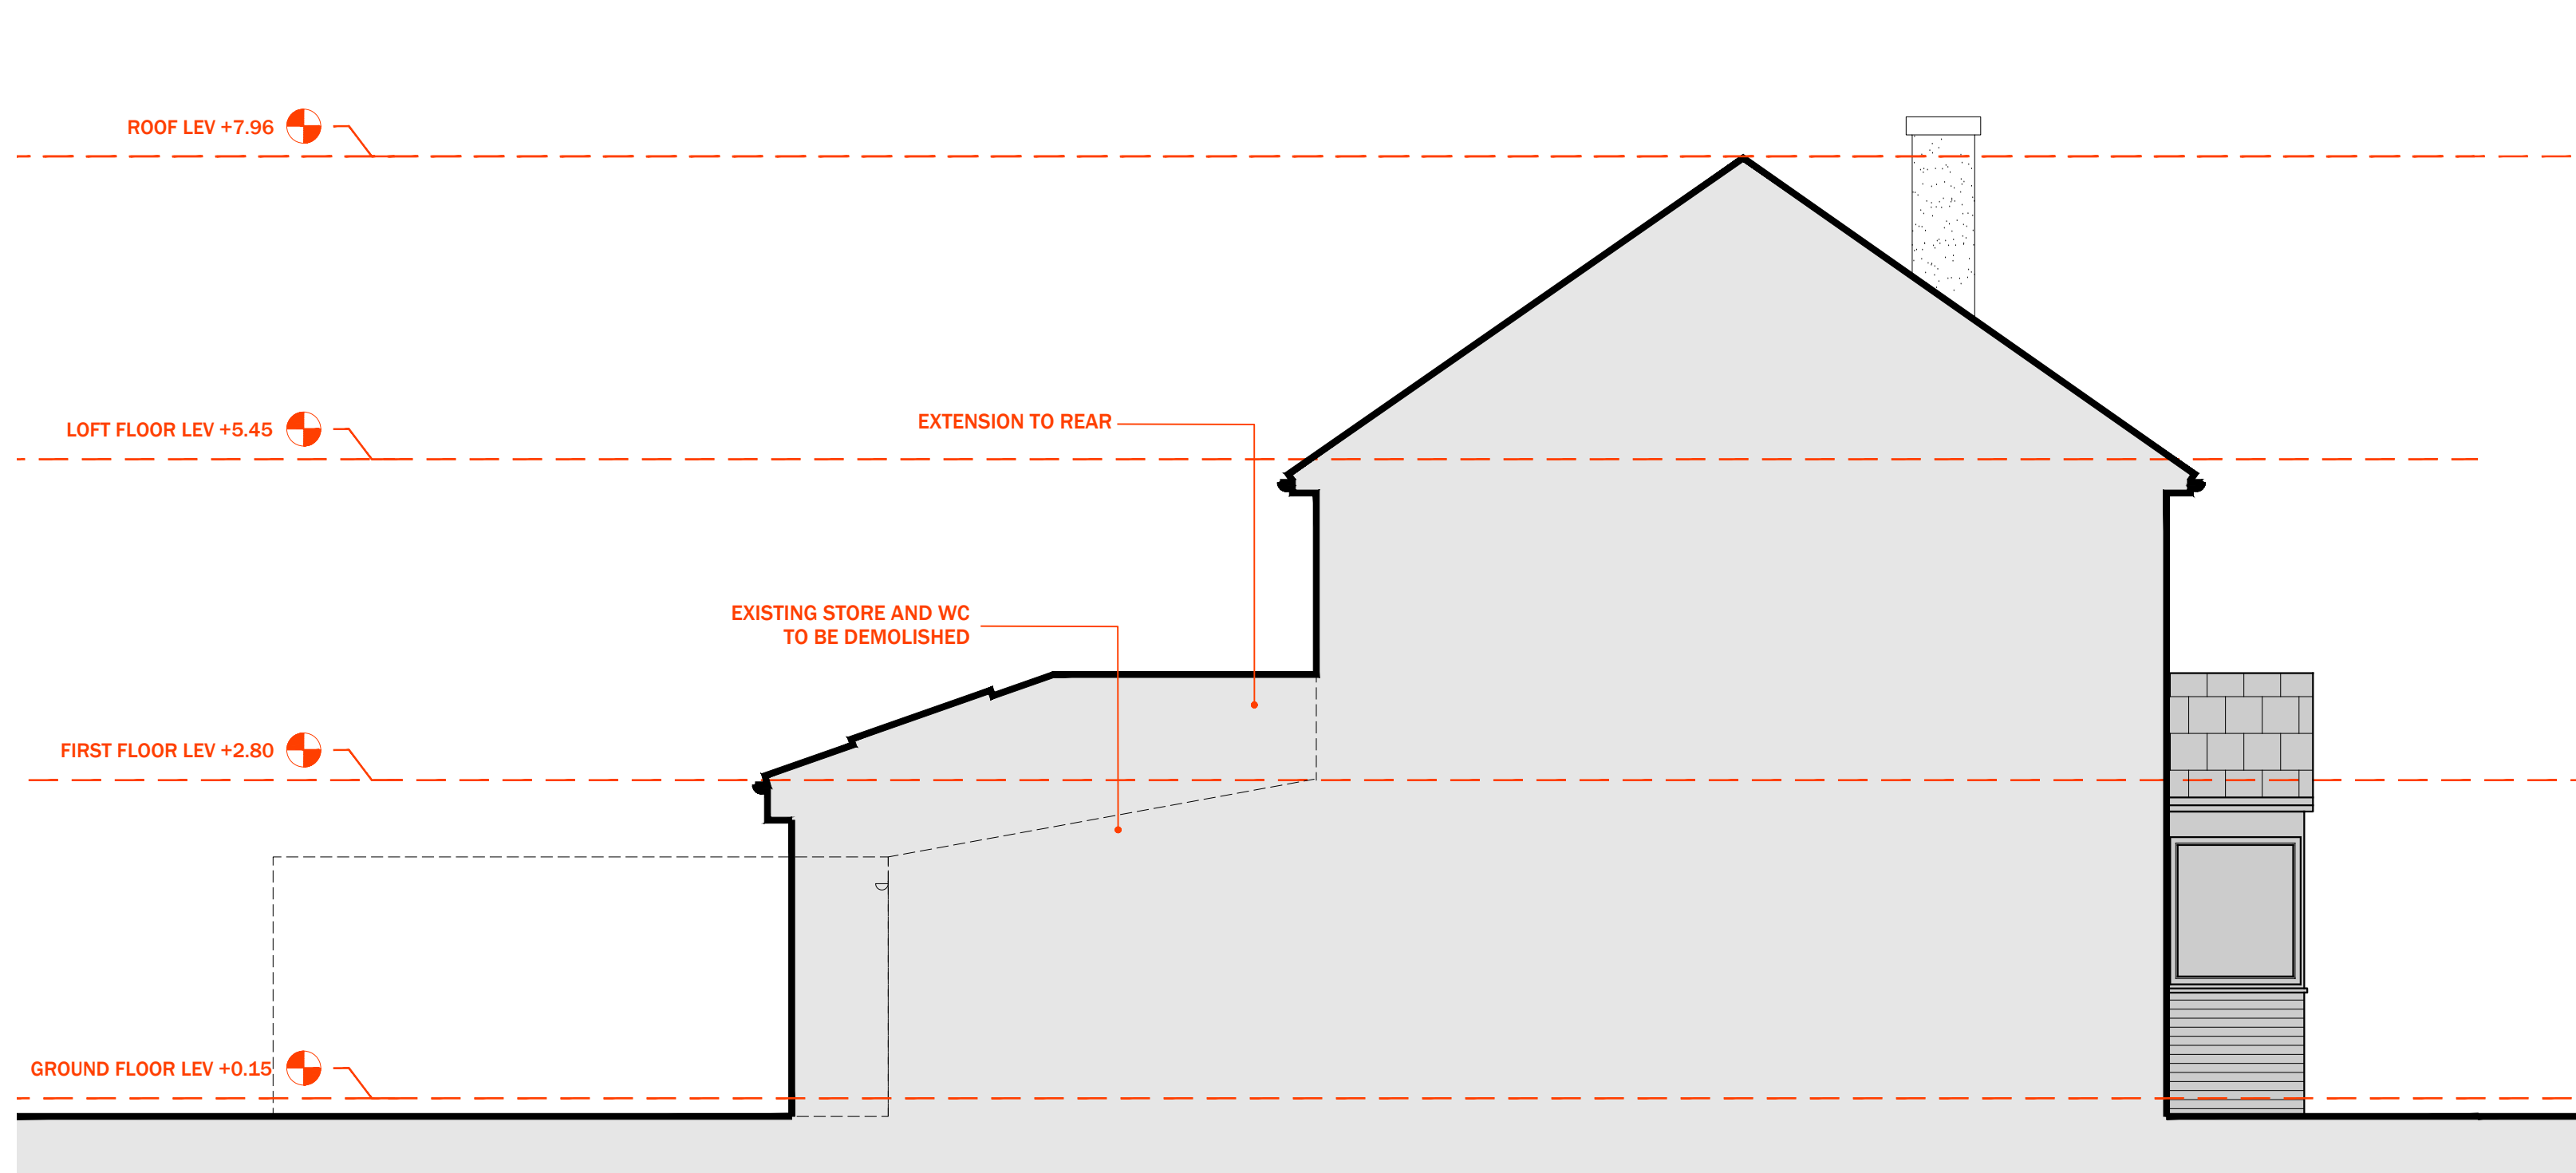 ROOF LEV +7.96
LOFT FLOOR LEV +5.45
EXTENSION TO REAR
EXISTING STORE AND WC
TO BE DEMOLISHED
FIRST FLOOR LEV +2.80
GROUND FLOOR LEV +0.15